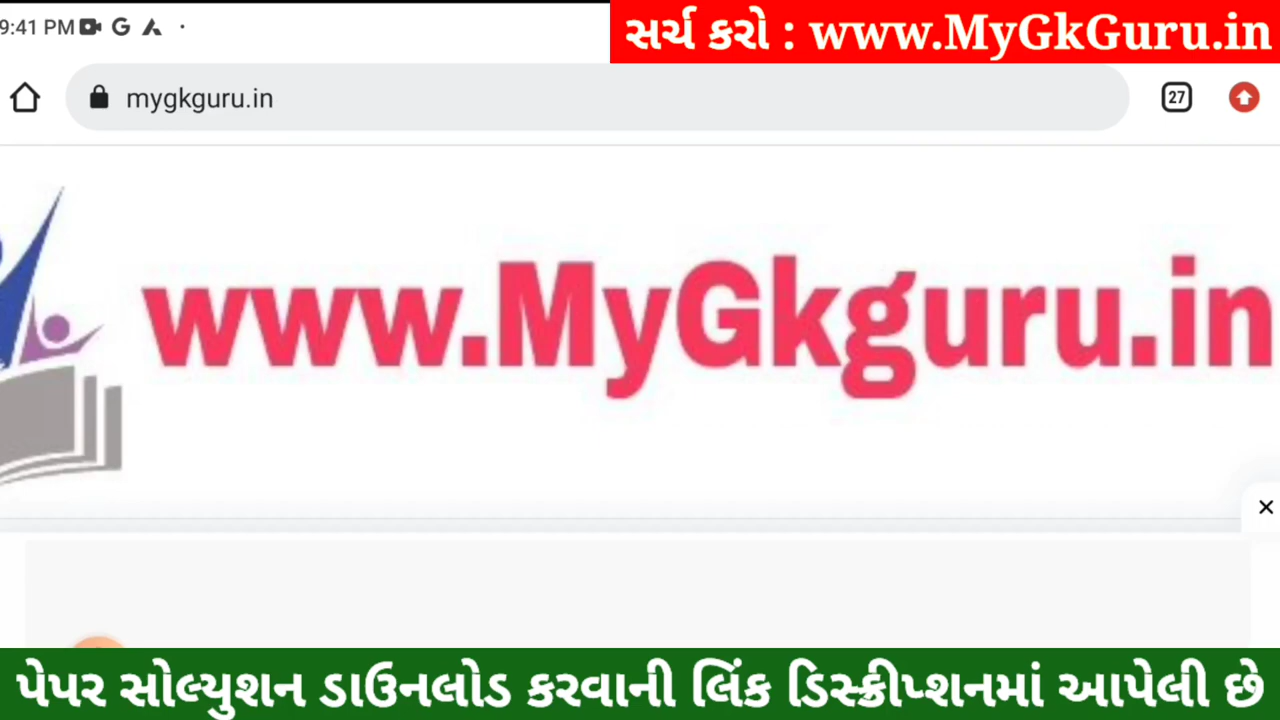 9:41 PM
સર્ચ કરો : www.MyGkGuru.in
mygkguru.in
27
www.MyGkguru.in
પેપર સોલ્યુશન ડાઉનલોડ કરવાની લિંક ડિસ્ક્રીપ્શનમાં આપેલી છે